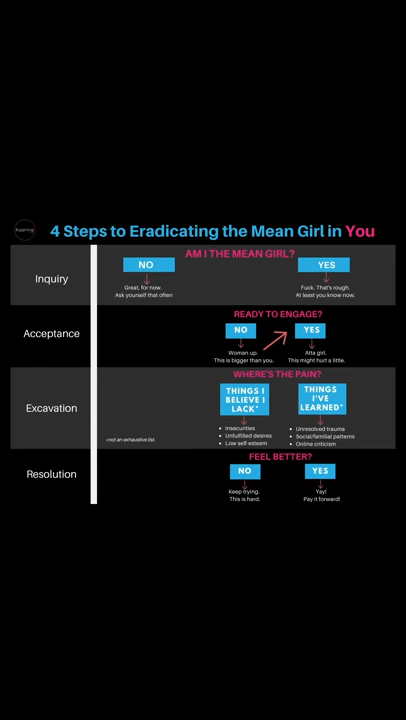 4 Steps to Eradicating the Mean Girl in You
AM I THE MEAN GIRL?
Inquiry
NO
YES
Great, for now.
Ask yourself that often
Fuck. That's rough.
At least you know now.
READY TO ENGAGE?
Acceptance
NO
YES
Woman up.
This is bigger than you.
Atta girl.
This might hurt a little.
WHERE'S THE PAIN?
Excavation
THINGS I
BELIEVE I
LACK*
THINGS
I'VE
LEARNED*
Insecurities
Unfulfilled desires
Low self esteem
Unresolved trauma
Social/familial patterns
Online criticism
*not an exhaustive list.
FEEL BETTER?
Resolution
NO
YES
Keep trying.
This is hard.
Yay!
Pay it forward!